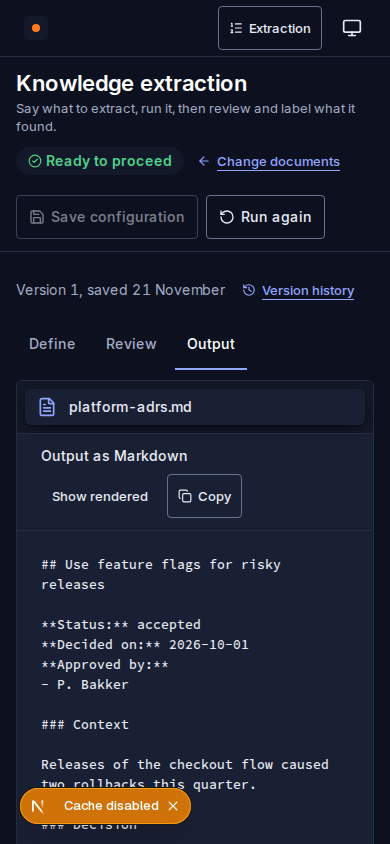 Extraction
Knowledge extraction
Say what to extract, run it, then review and label what it
found.
Ready to proceed
Change documents
Save configuration
Run again
Version 1, saved 21 November
Version history
Define
Review
Output
platform-adrs.md
Output as Markdown
Show rendered
Copy
## Use feature flags for risky
releases
**Status:** accepted
**Decided on:** 2026-10-01
**Approved by:**
- P. Bakker
### Context
Releases of the checkout flow caused
two rollbacks this quarter.
Cache disabled
### Decision